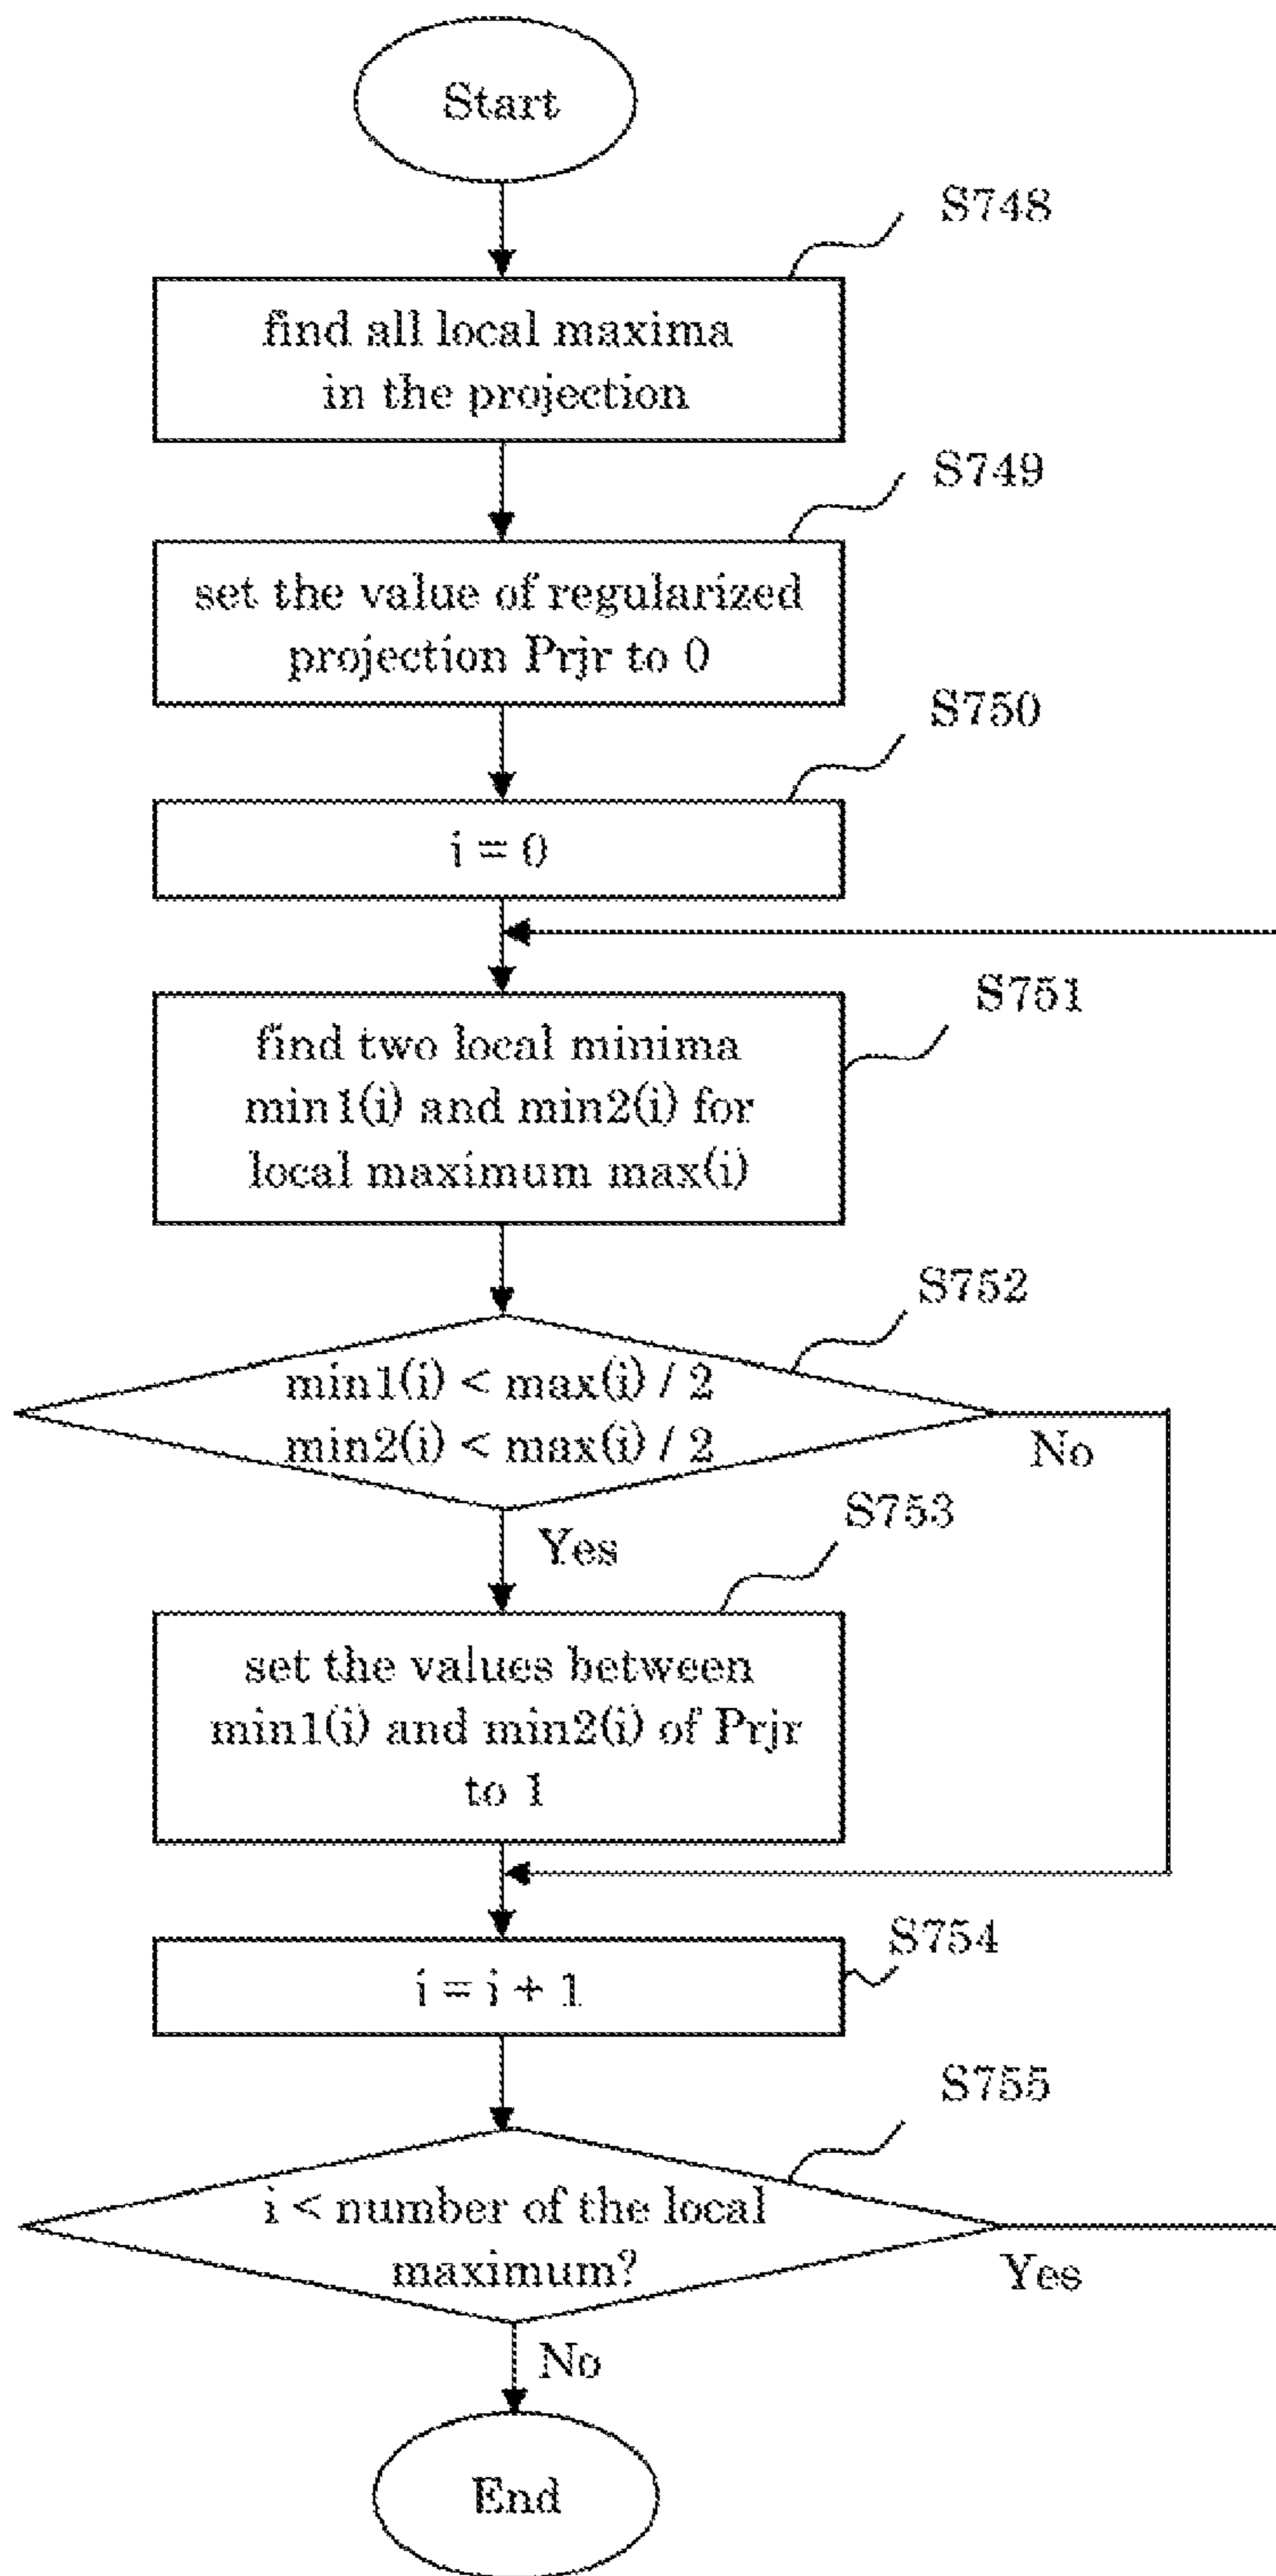 Start
S748
find all local maxima
in the projection
S749
set the value of regularized
projection Prjr to 0
S750
i = 0
S751
find two local minima
min1(i) and min2(i) for
local maximum max(i)
S752
min1(i) < max(i) / 2
min2(i) < max(i) / 2
No
Yes
S753
set the values between
min1(i) and min2(i) of Prjr
to 1
S754
i = i + 1
S755
i < number of the local
maximum?
Yes
No
End